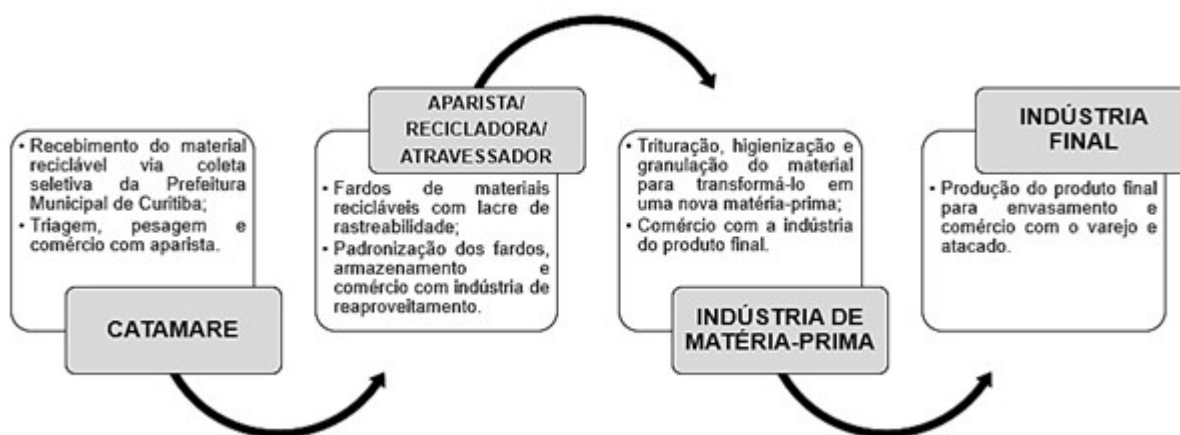 • Recebimento do material
reciclável via coleta
seletiva da Prefeitura
Municipal de Curitiba;
• Triagem, pesagem e
comércio com aparista.
CATAMARE
APARISTA/
RECICLADORA/
ATRAVESSADOR
• Fardos de materiais
recicláveis com lacre de
rastreabilidade;
• Padronização dos fardos,
armazenamento e
comércio com indústria de
reaproveitamento.
• Trituração, higienização e
granulação do material
para transformá-lo em
uma nova matéria-prima;
• Comércio com a indústria
do produto final.
INDÚSTRIA DE
MATÉRIA-PRIMA
INDÚSTRIA
FINAL
• Produção do produto final
para envasamento e
comércio com o varejo e
atacado.